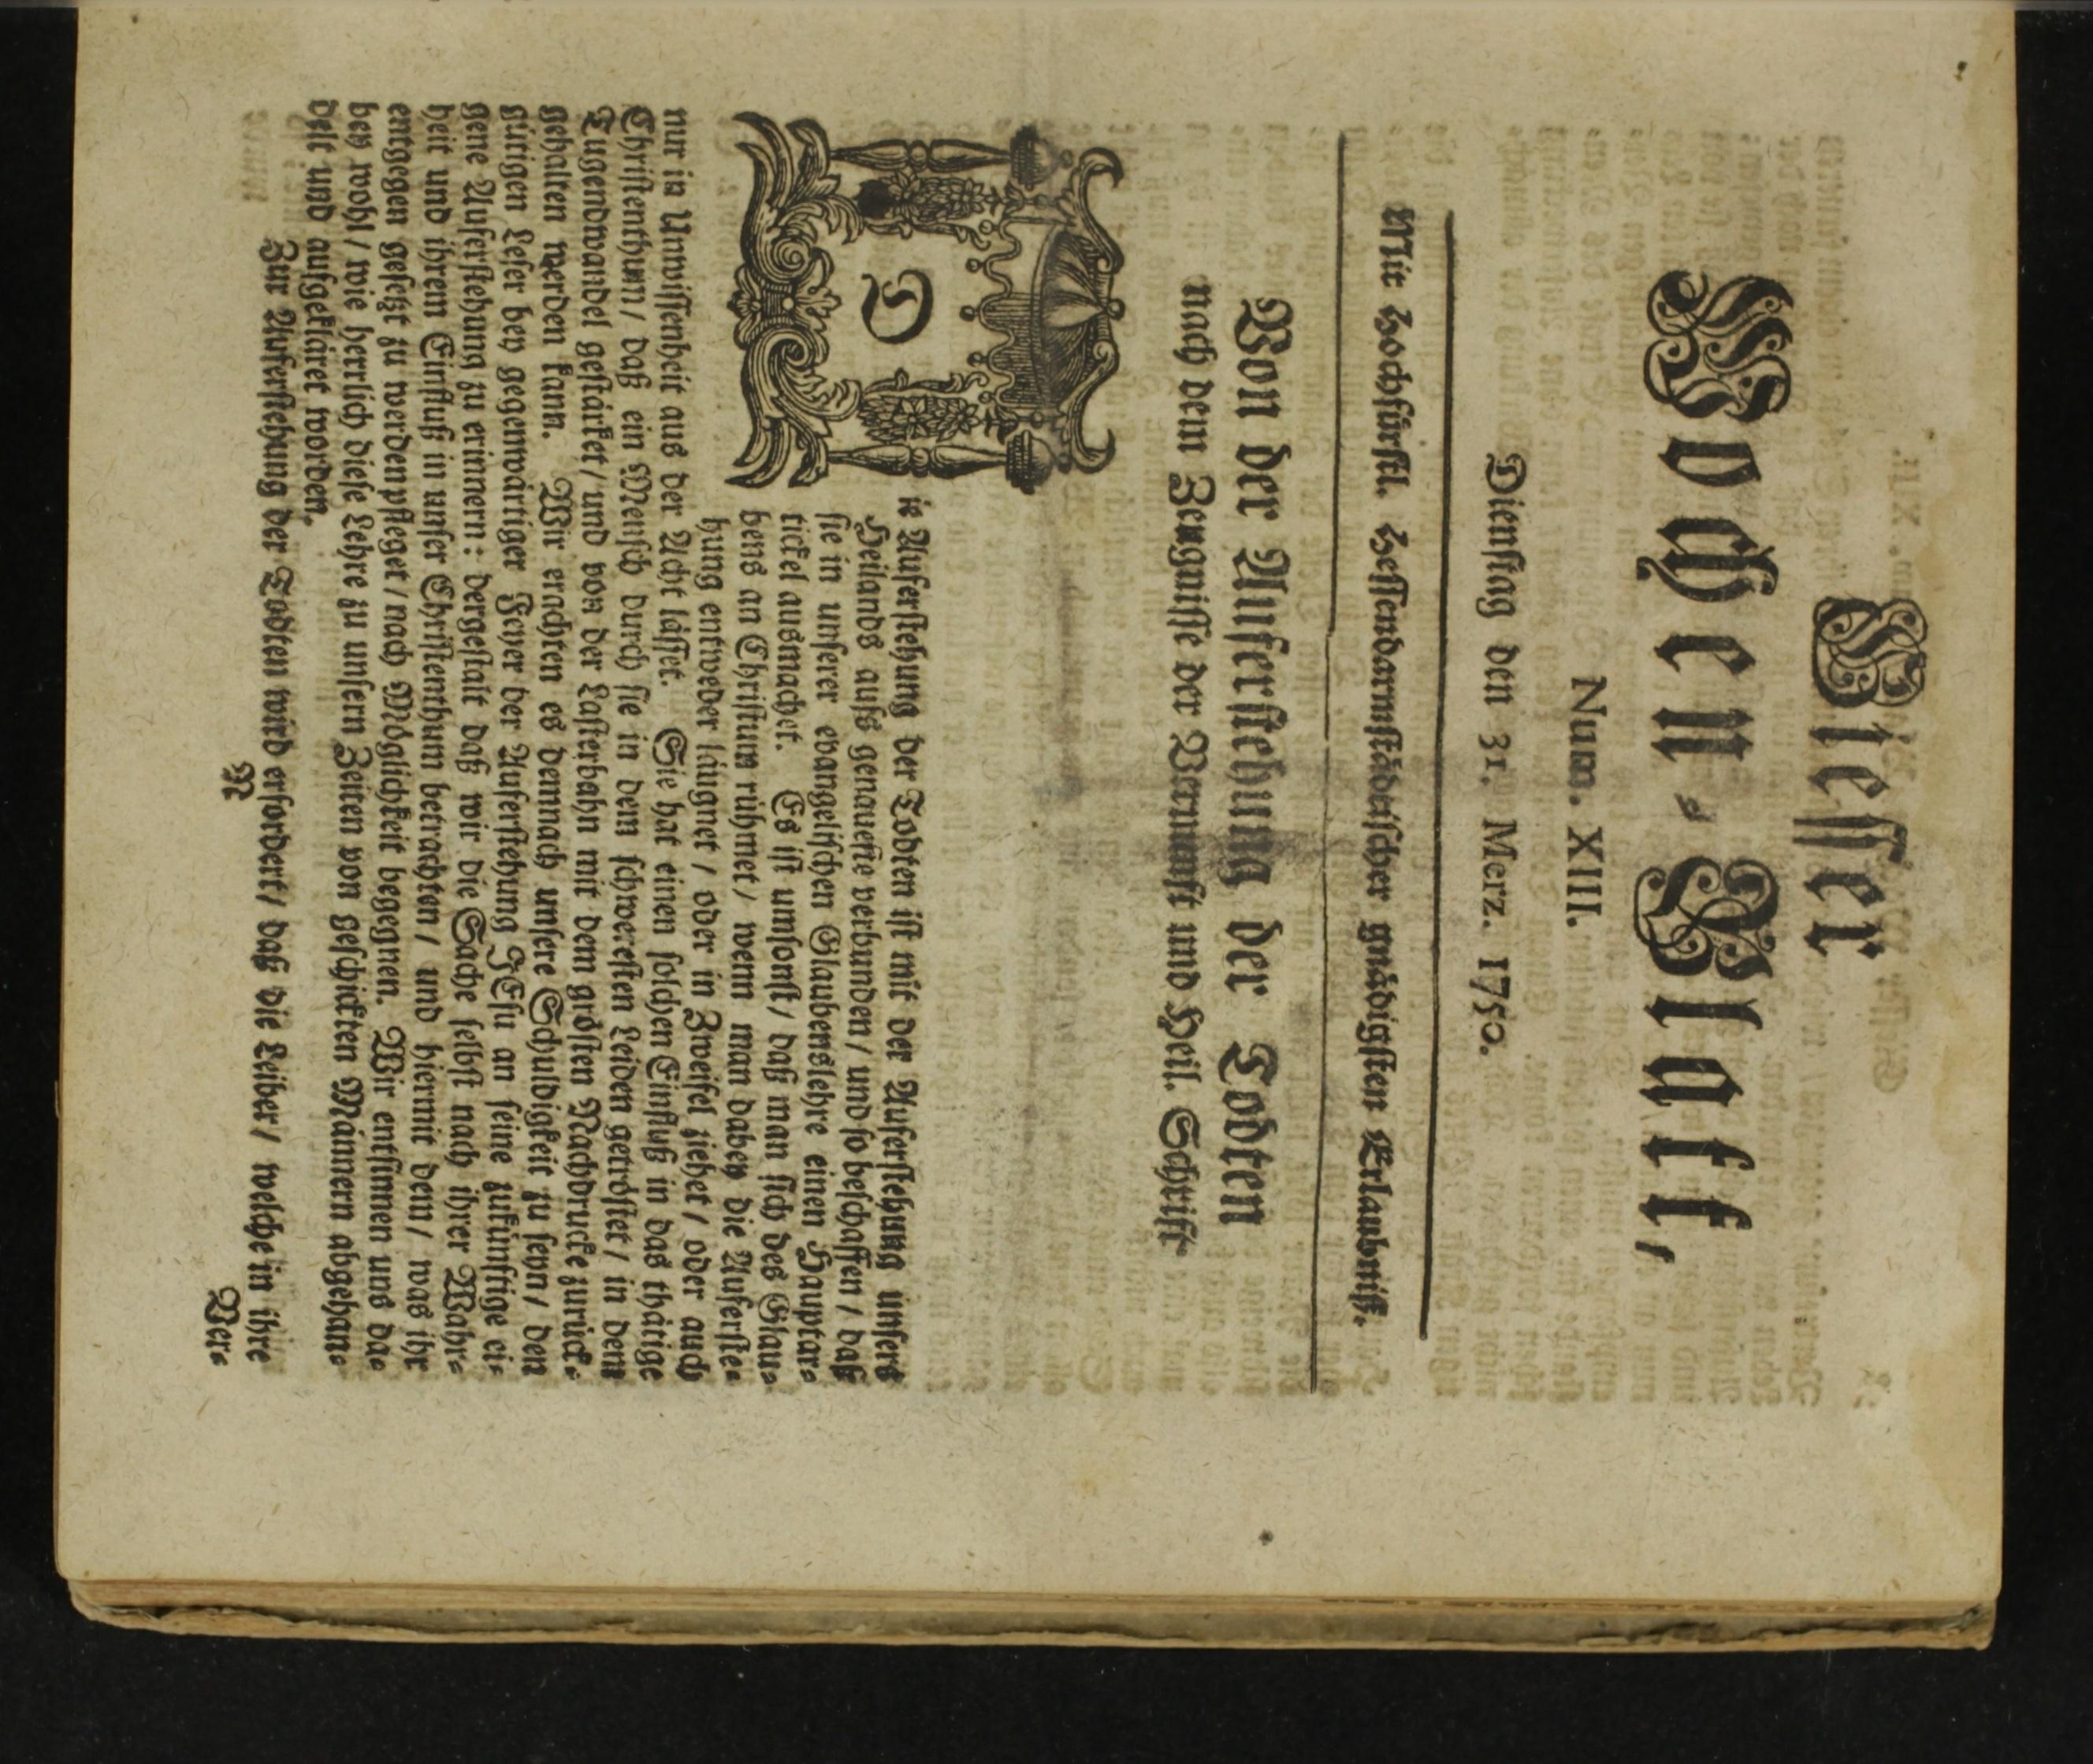 Giesser
Wochen-Blatt,
Num. XIII.
Dienstag den 31. Merz. 1750.
Mit Hochfürstl. Hessendarmstädtischer gnädigsten Erlaubniß.
Von der Auferstehung der Todten
nach dem Zeugnisse der Vernunft und Heil. Schrift
Die Auferstehung der Todten ist mit der Auferstehung unsers
Heilands aufs genaueste verbunden / und so beschaffen / daß
sie in unserer evangelischen Glaubenslehre einen Hauptar-
tickel ausmachet. Es ist umsonst / daß man sich des Glau-
bens an Christum rühmet / wenn man dabey die Auferste-
hung entweder läugnet / oder in Zweifel ziehet / oder auch
nur in Unwissenheit aus der Acht lässet. Sie hat einen solchen Einfluß in das thätige
Christenthum / daß ein Mensch durch sie in dem schweresten Leiden getröstet / in dem
Tugendwandel gestärket / und von der Lasterbahn mit dem grösten Nachdrucke zurück-
gehalten werden kann. Wir erachten es demnach unsere Schuldigkeit zu seyn / den
gütigen Leser bey gegenwärtiger Feyer der Auferstehung JEsu an seine zukünftige ei-
gene Auferstehung zu erinnern: dergestalt daß wir die Sache selbst nach ihrer Wahr-
heit und ihrem Einfluß in unser Christenthum betrachten / und hiermit dem / was ihr
entgegen gesetzt zu werden pfleget / nach Möglichkeit begegnen. Wir entsinnen uns da-
bey wohl / wie herrlich diese Lehre zu unsern Zeiten von geschickten Männern abgehan-
delt und aufgekläret worden.
Zur Auferstehung der Todten wird erfordert / daß die Leiber / welche in ihre
N
Ver-